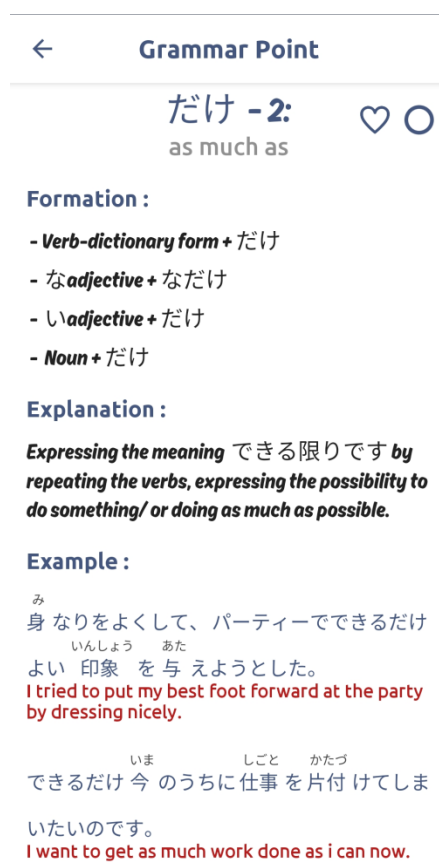 Grammar Point
だけ - 2:
as much as
Formation :
- Verb-dictionary form + だけ
- なadjective + なだけ
- いadjective + だけ
- Noun + だけ
Explanation :
Expressing the meaning できる限りです by
repeating the verbs, expressing the possibility to
do something/ or doing as much as possible.
Example :
み
身 なりをよくして、パーティーでできるだけ
いんしょう あた
よい 印象 を 与 えようとした。
I tried to put my best foot forward at the party
by dressing nicely.
いま しごと かたづ
できるだけ 今 のうちに 仕事 を 片付 けてしま
いたいのです。
I want to get as much work done as i can now.